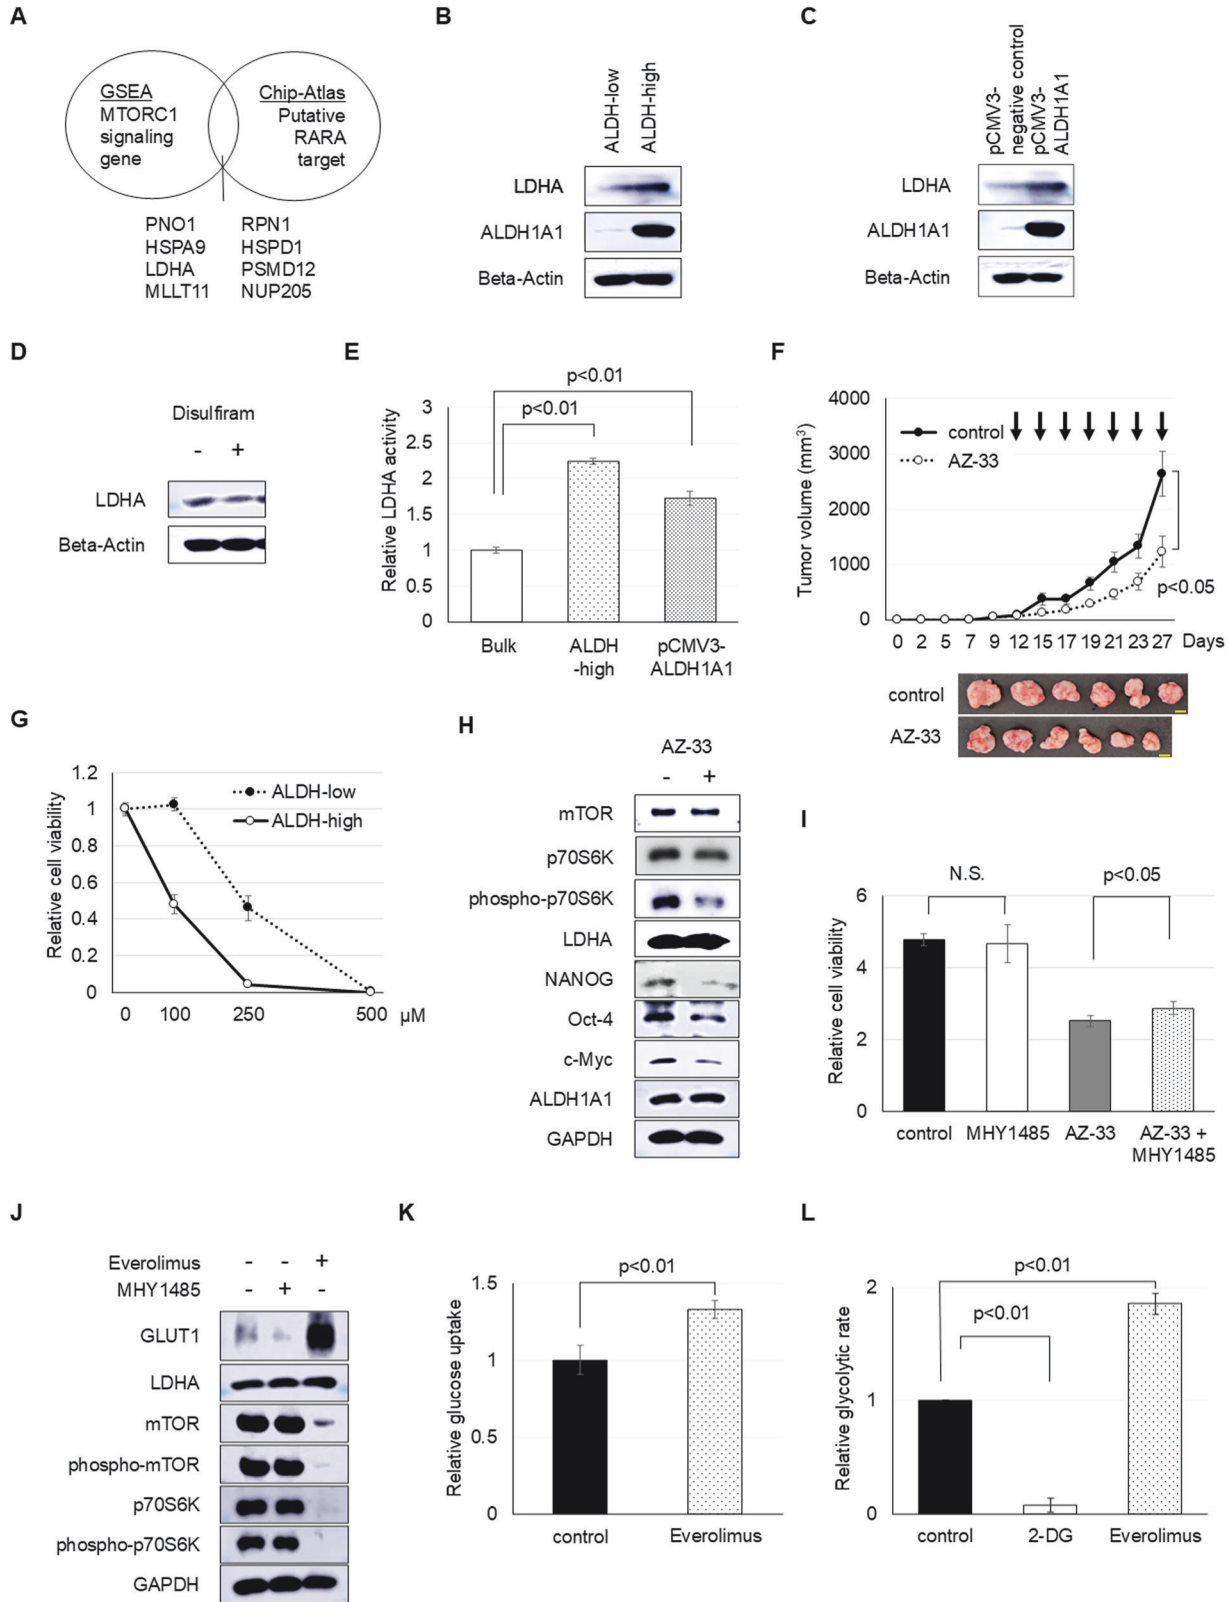 A
GSEA
MTORC1
signaling
gene
Chip-Atlas
Putative
RARA
target
PNO1 RPN1
HSPA9 HSPD1
LDHA PSMD12
MLLT11 NUP205
B
ALDH-low
ALDH-high
LDHA
ALDH1A1
Beta-Actin
C
pCMV3-
negative control
pCMV3-
ALDH1A1
LDHA
ALDH1A1
Beta-Actin
D
Disulfiram
- +
LDHA
Beta-Actin
E
p<0.01
p<0.01
Relative LDHA activity
3
2.5
2
1.5
1
0.5
0
Bulk
ALDH
-high
pCMV3-
ALDH1A1
F
Tumor volume (mm³)
4000
3000
2000
1000
0
control
AZ-33
p<0.05
0 2 5 7 9 12 15 17 19 21 23 27 Days
control
AZ-33
G
Relative cell viability
1.2
1
0.8
0.6
0.4
0.2
0
ALDH-low
ALDH-high
0 100 250 500 µM
H
AZ-33
- +
mTOR
p70S6K
phospho-p70S6K
LDHA
NANOG
Oct-4
c-Myc
ALDH1A1
GAPDH
I
N.S.
p<0.05
Relative cell viability
6
4
2
0
control
MHY1485
AZ-33
AZ-33 +
MHY1485
J
Everolimus - - +
MHY1485 - + -
GLUT1
LDHA
mTOR
phospho-mTOR
p70S6K
phospho-p70S6K
GAPDH
K
p<0.01
Relative glucose uptake
1.5
1
0.5
0
control
Everolimus
L
p<0.01
p<0.01
Relative glycolytic rate
2
1
0
control
2-DG
Everolimus